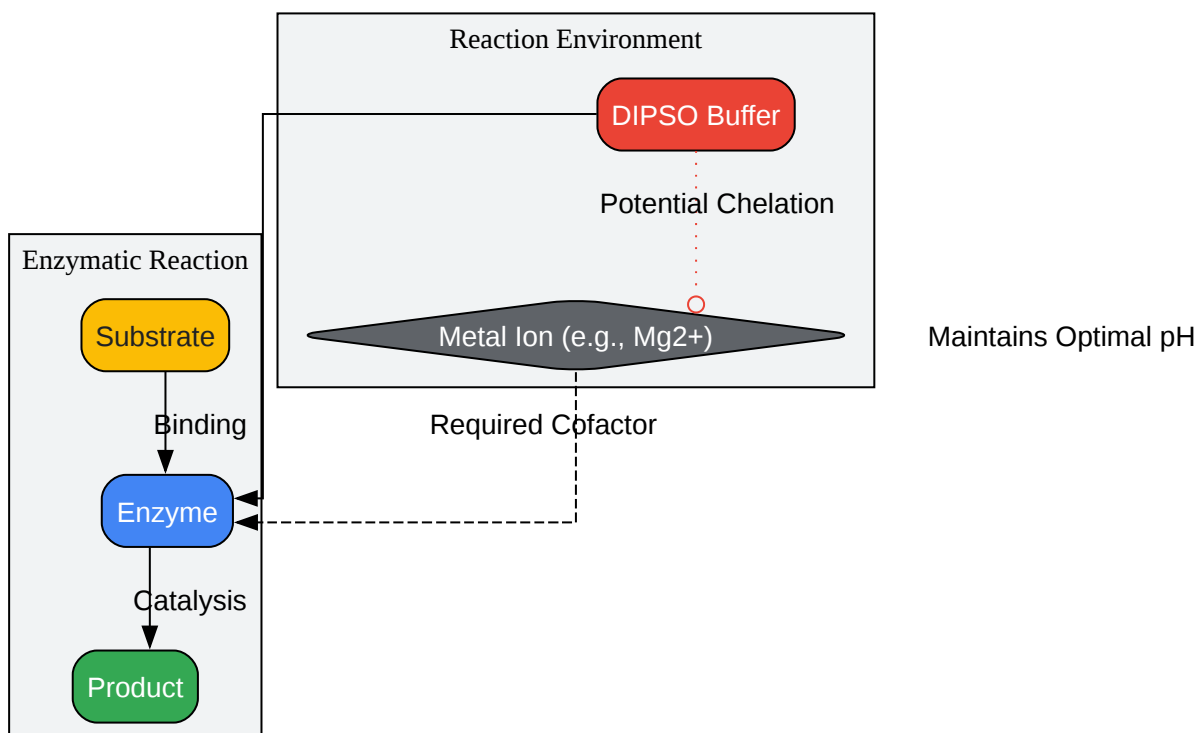 Reaction Environment
DIPSO Buffer
Potential Chelation
Enzymatic Reaction
Substrate
Metal Ion (e.g., Mg2+)
Maintains Optimal pH
Binding
Required Cofactor
Enzyme
Catalysis
Product